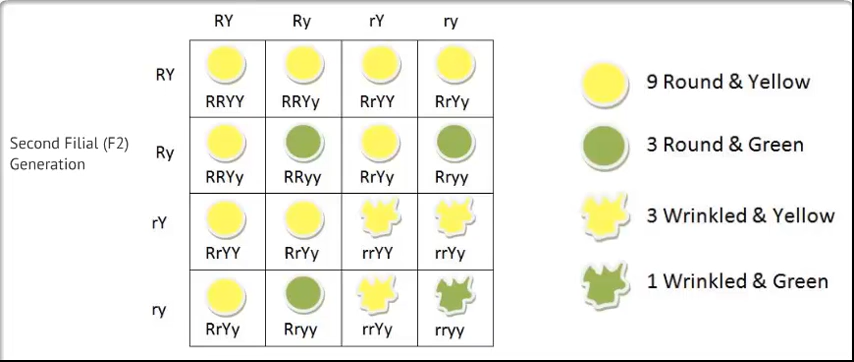 RY Ry rY ry
RY
RRYY RRYy RrYY RrYy
Second Filial (F2)
Generation
Ry
RRYy RRyy RrYy Rryy
rY
RrYY RrYy rrYY rrYy
ry
RrYy Rryy rrYy rryy
9 Round & Yellow
3 Round & Green
3 Wrinkled & Yellow
1 Wrinkled & Green